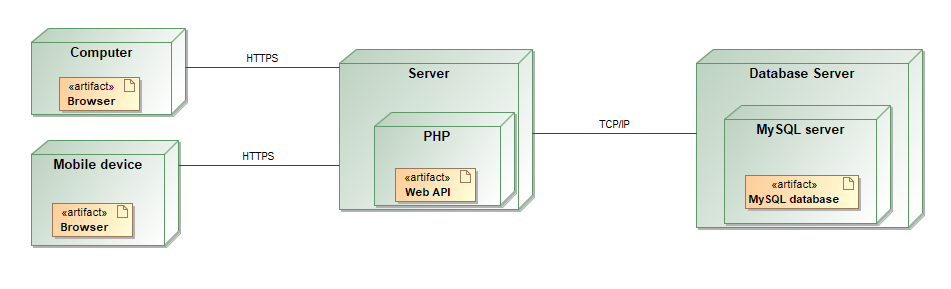 Computer
«artifact»
Browser
HTTPS
Mobile device
«artifact»
Browser
HTTPS
Server
PHP
«artifact»
Web API
TCP/IP
Database Server
MySQL server
«artifact»
MySQL database